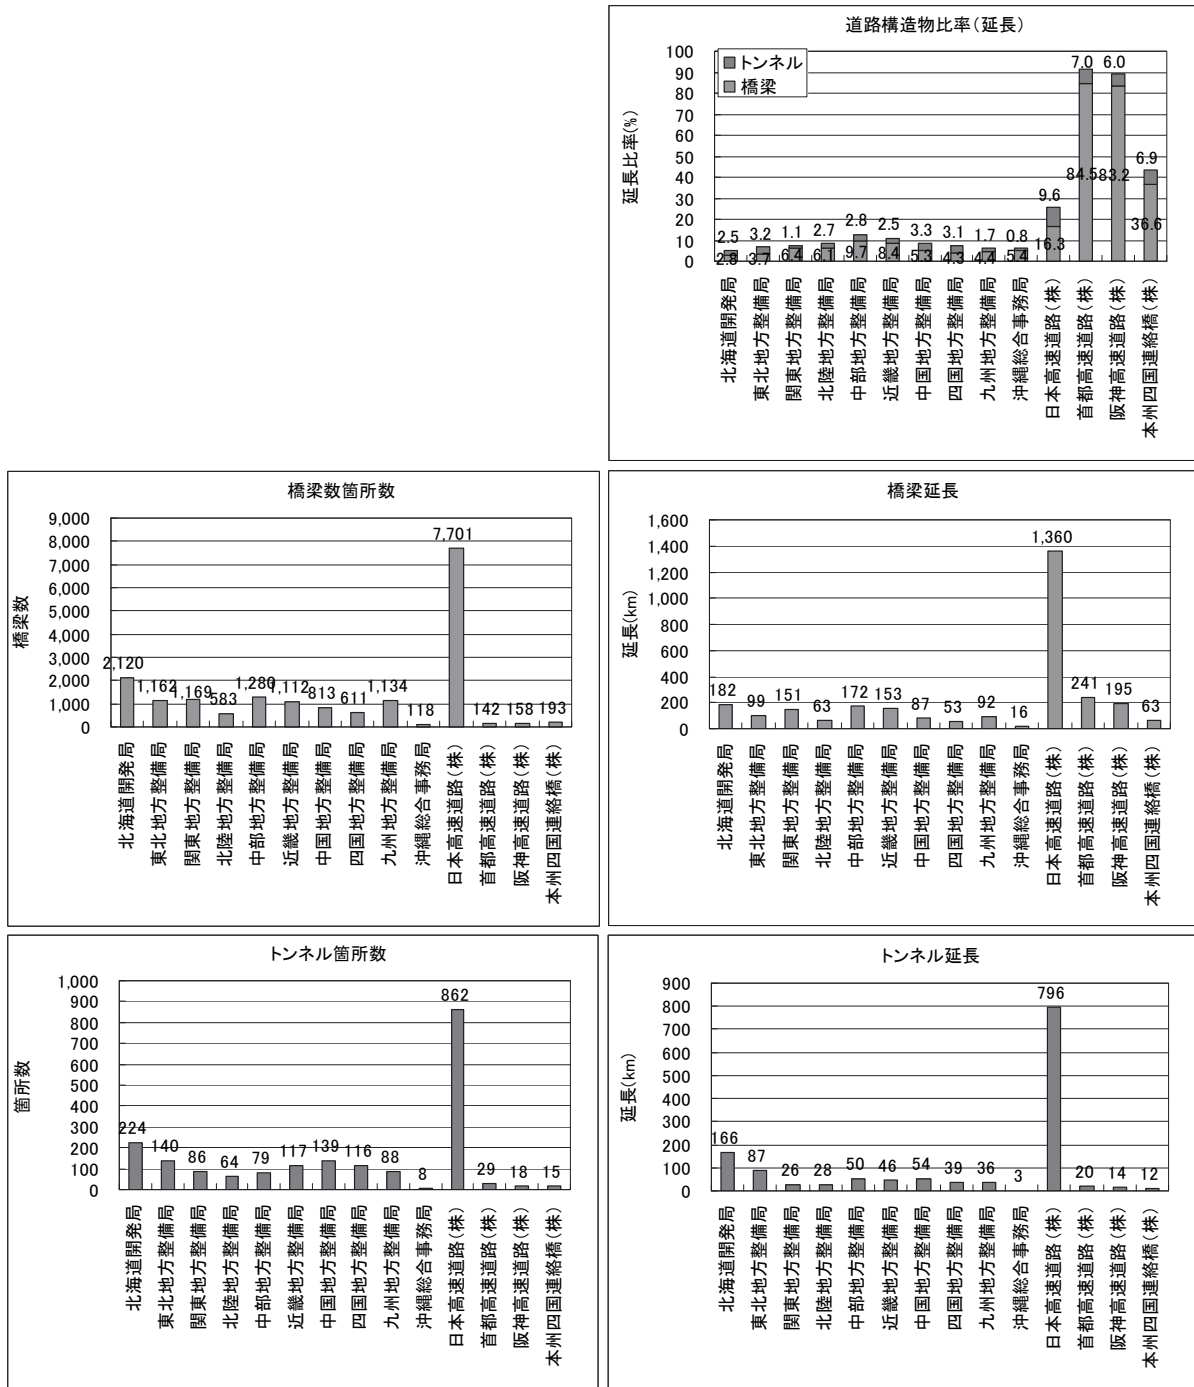 道路構造物比率(延長)
延長比率(%)
100
90
80
70
60
50
40
30
20
10
0
トンネル
橋梁
2.5 3.2 1.1 2.7 2.8 2.5 3.3 3.1 1.7 0.8 9.6 7.0 6.0 6.9
2.8 3.7 6.4 6.1 9.7 8.4 5.3 4.3 4.4 5.4 16.3 84.5 83.2 36.6
北海道開発局
東北地方整備局
関東地方整備局
北陸地方整備局
中部地方整備局
近畿地方整備局
中国地方整備局
四国地方整備局
九州地方整備局
沖縄総合事務局
日本高速道路(株)
首都高速道路(株)
阪神高速道路(株)
本州四国連絡橋(株)
橋梁数箇所数
橋梁数
9,000
8,000
7,000
6,000
5,000
4,000
3,000
2,000
1,000
0
2,120 1,162 1,169 583 1,280 1,112 813 611 1,134 118 7,701 142 158 193
北海道開発局
東北地方整備局
関東地方整備局
北陸地方整備局
中部地方整備局
近畿地方整備局
中国地方整備局
四国地方整備局
九州地方整備局
沖縄総合事務局
日本高速道路(株)
首都高速道路(株)
阪神高速道路(株)
本州四国連絡橋(株)
橋梁延長
延長(km)
1,600
1,400
1,200
1,000
800
600
400
200
0
182 99 151 63 172 153 87 53 92 16 1,360 241 195 63
北海道開発局
東北地方整備局
関東地方整備局
北陸地方整備局
中部地方整備局
近畿地方整備局
中国地方整備局
四国地方整備局
九州地方整備局
沖縄総合事務局
日本高速道路(株)
首都高速道路(株)
阪神高速道路(株)
本州四国連絡橋(株)
トンネル箇所数
箇所数
1,000
900
800
700
600
500
400
300
200
100
0
224 140 86 64 79 117 139 116 88 8 862 29 18 15
北海道開発局
東北地方整備局
関東地方整備局
北陸地方整備局
中部地方整備局
近畿地方整備局
中国地方整備局
四国地方整備局
九州地方整備局
沖縄総合事務局
日本高速道路(株)
首都高速道路(株)
阪神高速道路(株)
本州四国連絡橋(株)
トンネル延長
延長(km)
900
800
700
600
500
400
300
200
100
0
166 87 26 28 50 46 54 39 36 3 796 20 14 12
北海道開発局
東北地方整備局
関東地方整備局
北陸地方整備局
中部地方整備局
近畿地方整備局
中国地方整備局
四国地方整備局
九州地方整備局
沖縄総合事務局
日本高速道路(株)
首都高速道路(株)
阪神高速道路(株)
本州四国連絡橋(株)